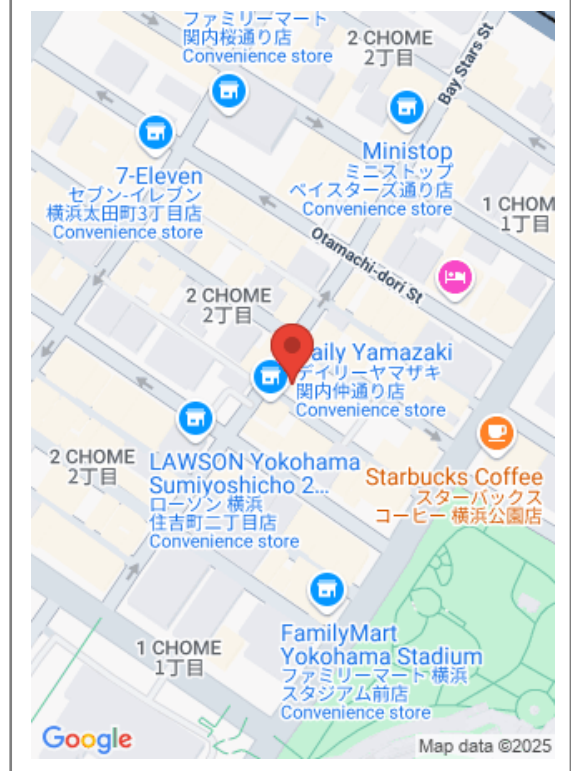 ファミリーマート
関内桜通り店
Convenience store
2 CHOME
2丁目
Bay Stars St
7-Eleven
セブン-イレブン
横浜太田町3丁目店
Convenience store
Ministop
ミニストップ
ベイスターズ通り店
Convenience store
1 CHOM
1丁目
Otamachi-dori St
2 CHOME
2丁目
aily Yamazaki
デイリーヤマザキ
関内仲通り店
Convenience store
2 CHOME
2丁目
LAWSON Yokohama
Sumiyoshicho 2...
ローソン 横浜
住吉町二丁目店
Convenience store
Starbucks Coffee
スターバックス
コーヒー 横浜公園店
FamilyMart
Yokohama Stadium
ファミリーマート 横浜
スタジアム前店
Convenience store
1 CHOME
1丁目
Google
Map data ©2025